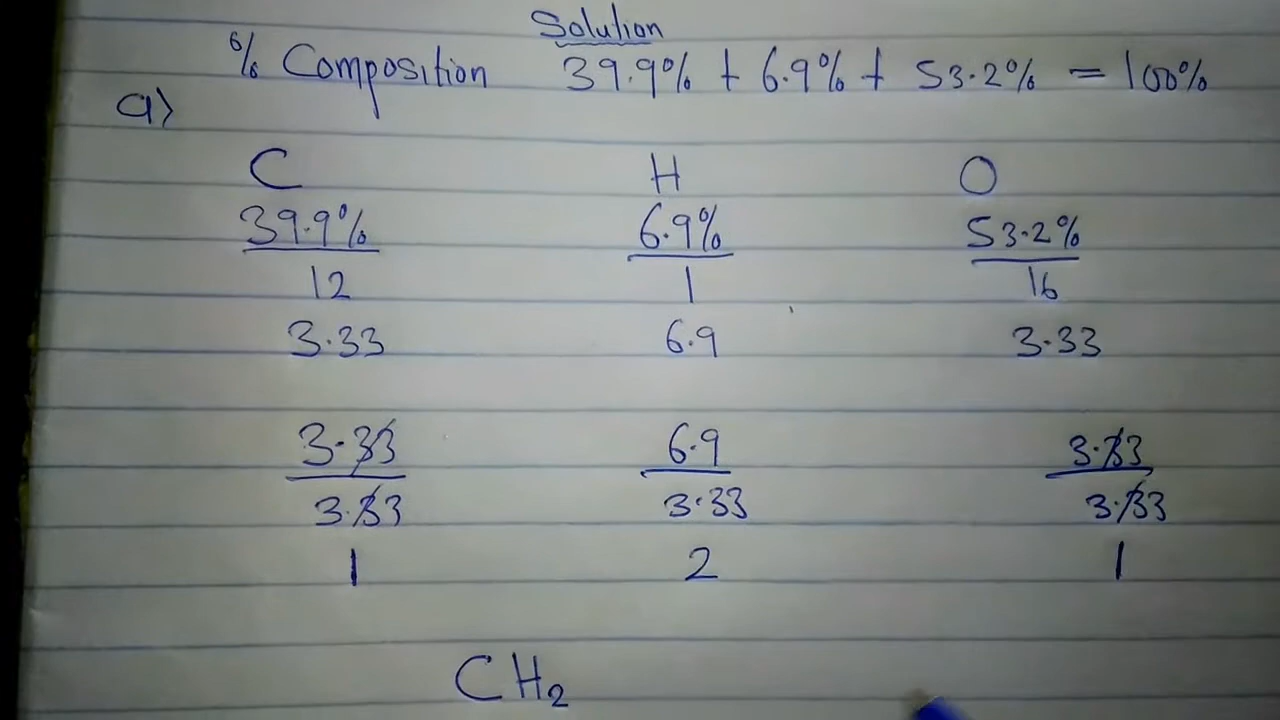 Solution
% Composition 39.9% + 6.9% + 53.2% = 100%
a)
C H O
39.9% 6.9% 53.2%
12 1 16
3.33 6.9 3.33
3.33 6.9 3.33
3.33 3.33 3.33
1 2 1
CH₂